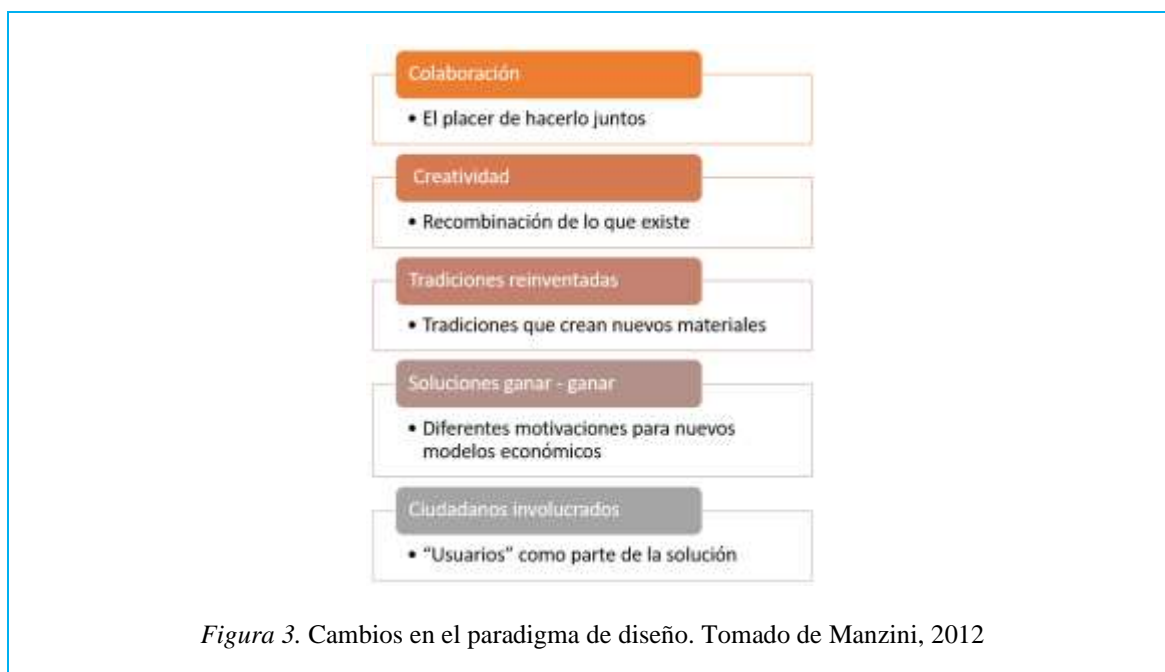 Colaboración
• El placer de hacerlo juntos
Creatividad
• Recombinación de lo que existe
Tradiciones reinventadas
• Tradiciones que crean nuevos materiales
Soluciones ganar - ganar
• Diferentes motivaciones para nuevos
modelos económicos
Ciudadanos involucrados
• “Usuarios” como parte de la solución
Figura 3. Cambios en el paradigma de diseño. Tomado de Manzini, 2012